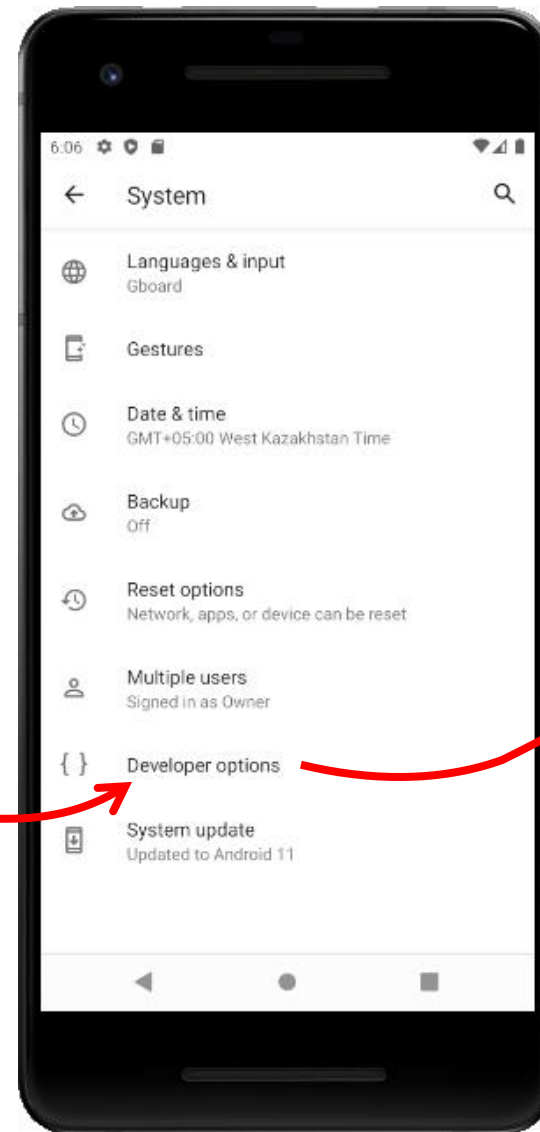 6:06
System
Languages & input
Gboard
Gestures
Date & time
GMT+05:00 West Kazakhstan Time
Backup
Off
Reset options
Network, apps, or device can be reset
Multiple users
Signed in as Owner
{ } Developer options
System update
Updated to Android 11